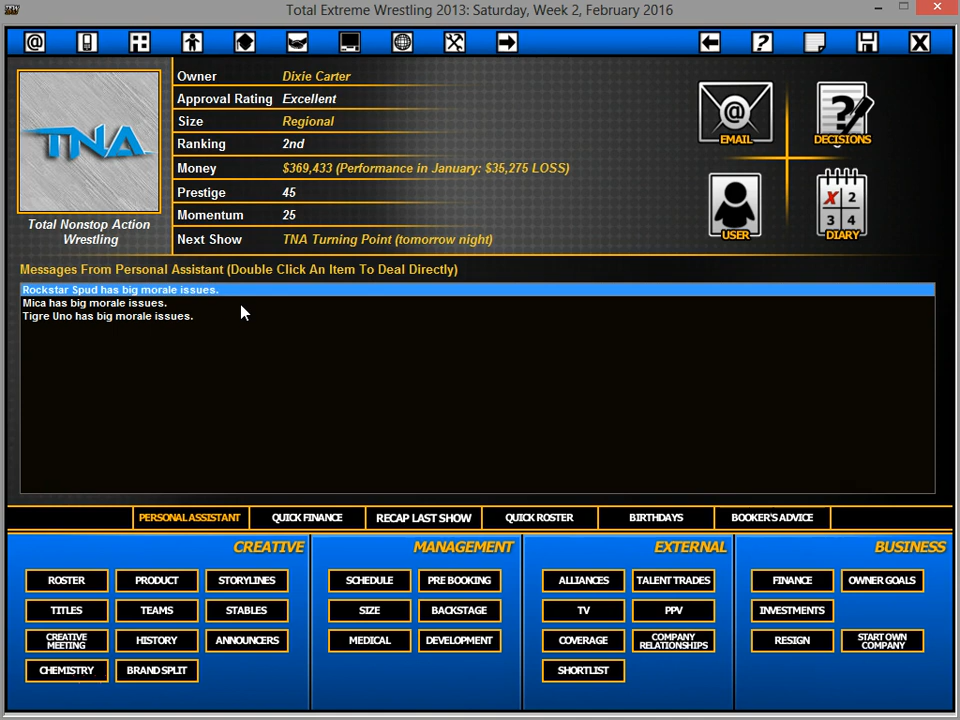 Total Extreme Wrestling 2013: Saturday, Week 2, February 2016
TNA
Total Nonstop Action
Wrestling
Owner Dixie Carter
Approval Rating Excellent
Size Regional
Ranking 2nd
Money $369,433 (Performance in January: $35,275 LOSS)
Prestige 45
Momentum 25
Next Show TNA Turning Point (tomorrow night)
EMAIL
DECISIONS
X 2
3 4
USER
DIARY
Messages From Personal Assistant (Double Click An Item To Deal Directly)
Rockstar Spud has big morale issues.
Mica has big morale issues.
Tigre Uno has big morale issues.
PERSONAL ASSISTANT QUICK FINANCE RECAP LAST SHOW QUICK ROSTER BIRTHDAYS BOOKER'S ADVICE
CREATIVE
ROSTER PRODUCT STORYLINES
TITLES TEAMS STABLES
CREATIVE
MEETING
HISTORY ANNOUNCERS
CHEMISTRY BRAND SPLIT
MANAGEMENT
SCHEDULE PRE BOOKING
SIZE BACKSTAGE
MEDICAL DEVELOPMENT
EXTERNAL
ALLIANCES TALENT TRADES
TV PPV
COVERAGE
COMPANY
RELATIONSHIPS
SHORTLIST
BUSINESS
FINANCE OWNER GOALS
INVESTMENTS
RESIGN
START OWN
COMPANY